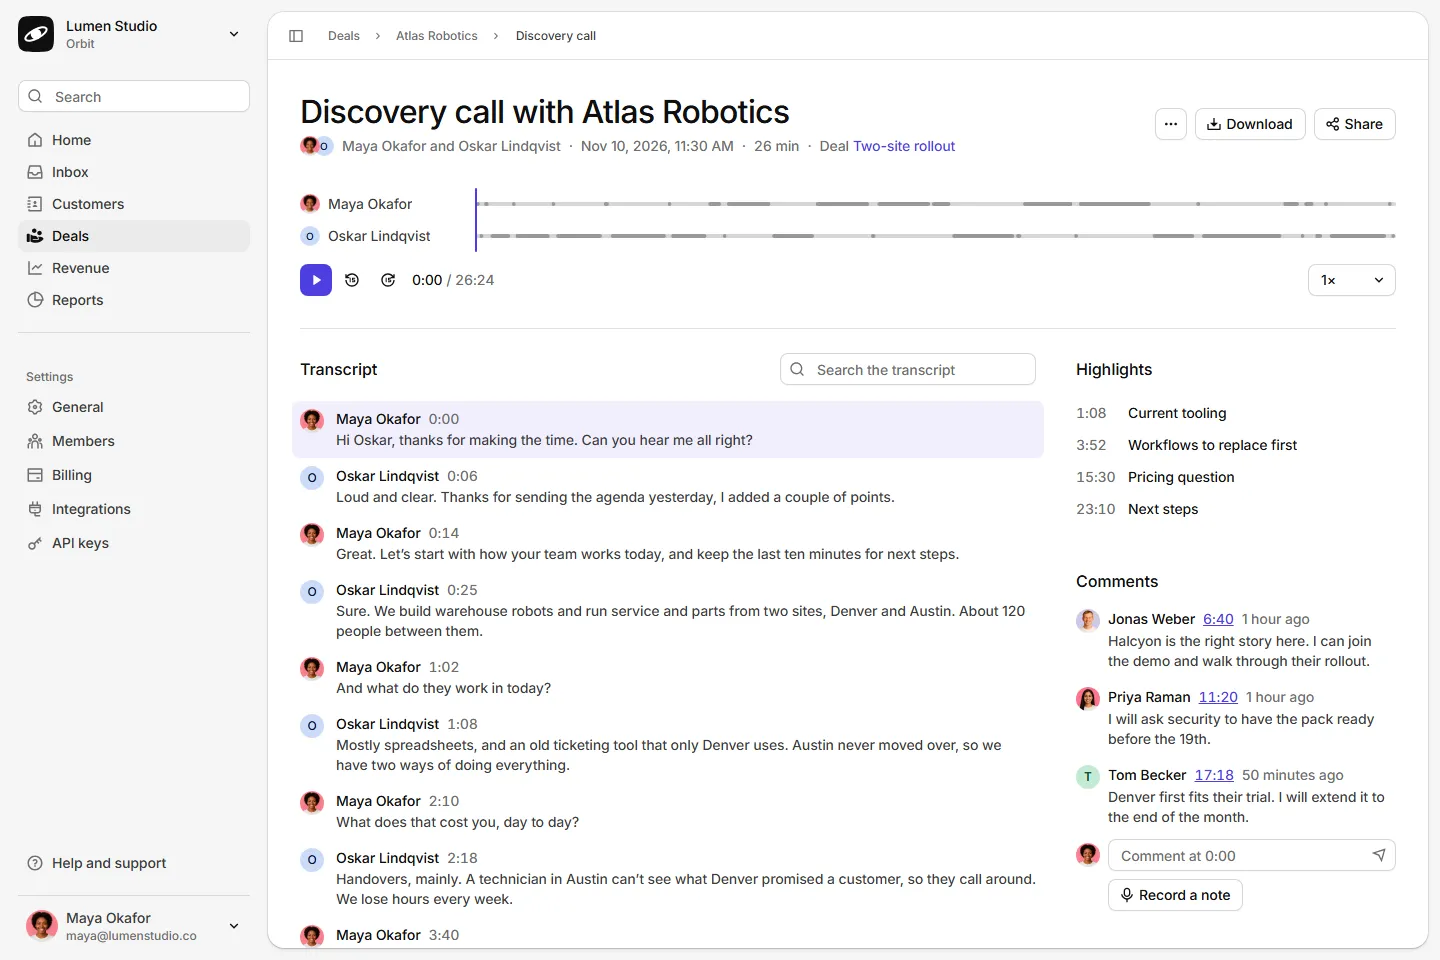 Lumen Studio
Orbit
Search
Home
Inbox
Customers
Deals
Revenue
Reports
Settings
General
Members
Billing
Integrations
API keys
Help and support
Maya Okafor
maya@lumenstudio.co
Deals › Atlas Robotics › Discovery call
Discovery call with Atlas Robotics
O Maya Okafor and Oskar Lindqvist · Nov 10, 2026, 11:30 AM · 26 min · Deal Two-site rollout
Download
Share
Maya Okafor
O Oskar Lindqvist
15 15 0:00 / 26:24
1×
Transcript
Search the transcript
Maya Okafor 0:00
Hi Oskar, thanks for making the time. Can you hear me all right?
O Oskar Lindqvist 0:06
Loud and clear. Thanks for sending the agenda yesterday, I added a couple of points.
Maya Okafor 0:14
Great. Let’s start with how your team works today, and keep the last ten minutes for next steps.
O Oskar Lindqvist 0:25
Sure. We build warehouse robots and run service and parts from two sites, Denver and Austin. About 120
people between them.
Maya Okafor 1:02
And what do they work in today?
O Oskar Lindqvist 1:08
Mostly spreadsheets, and an old ticketing tool that only Denver uses. Austin never moved over, so we
have two ways of doing everything.
Maya Okafor 2:10
What does that cost you, day to day?
O Oskar Lindqvist 2:18
Handovers, mainly. A technician in Austin can’t see what Denver promised a customer, so they call around.
We lose hours every week.
Maya Okafor 3:40
Highlights
1:08 Current tooling
3:52 Workflows to replace first
15:30 Pricing question
23:10 Next steps
Comments
Jonas Weber 6:40 1 hour ago
Halcyon is the right story here. I can join
the demo and walk through their rollout.
Priya Raman 11:20 1 hour ago
I will ask security to have the pack ready
before the 19th.
T Tom Becker 17:18 50 minutes ago
Denver first fits their trial. I will extend it to
the end of the month.
Comment at 0:00
Record a note